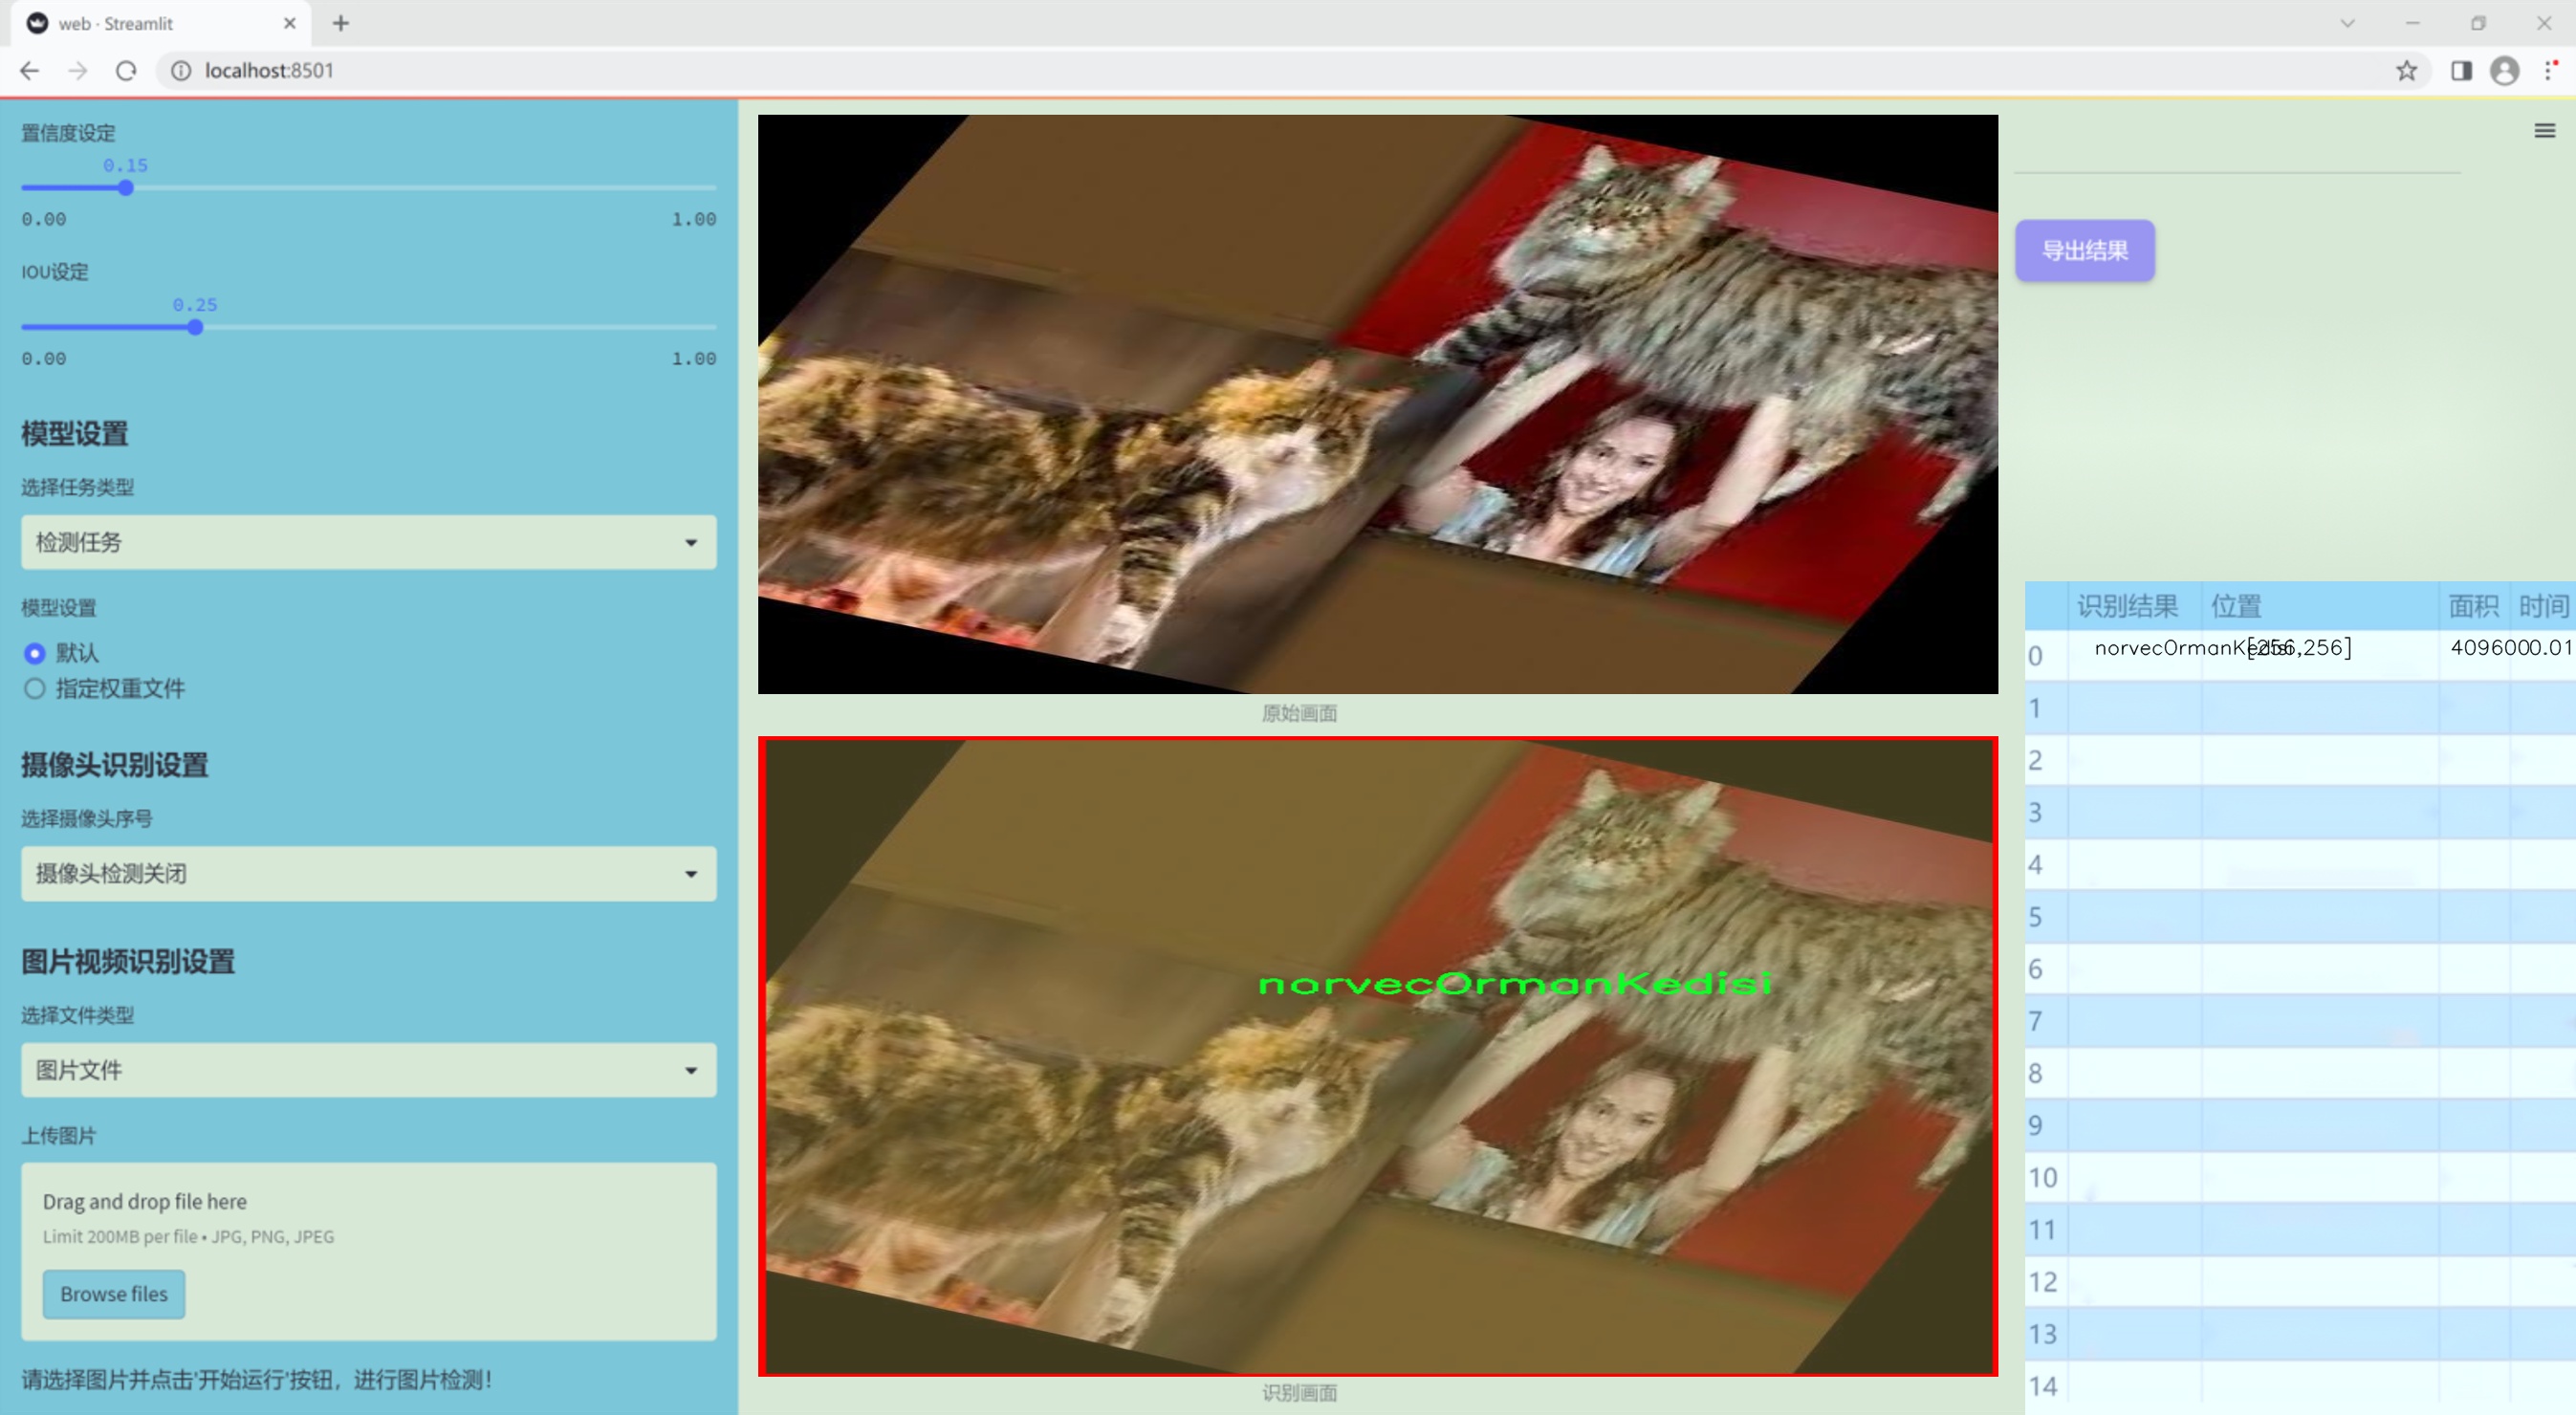 web · Streamlit
localhost:8501
置信度设定
0.15
0.00 1.00
IOU设定
0.25
0.00 1.00
模型设置
选择任务类型
检测任务
模型设置
默认
指定权重文件
摄像头识别设置
选择摄像头序号
摄像头检测关闭
图片视频识别设置
选择文件类型
图片文件
上传图片
Drag and drop file here
Limit 200MB per file • JPG, PNG, JPEG
Browse files
请选择图片并点击'开始运行'按钮，进行图片检测！
原始画面
norvecOrmanKedisi
识别画面
导出结果
识别结果 位置 面积 时间
0 norvecOrmanKedisi [256,256] 4096000.01
1
2
3
4
5
6
7
8
9
10
11
12
13
14